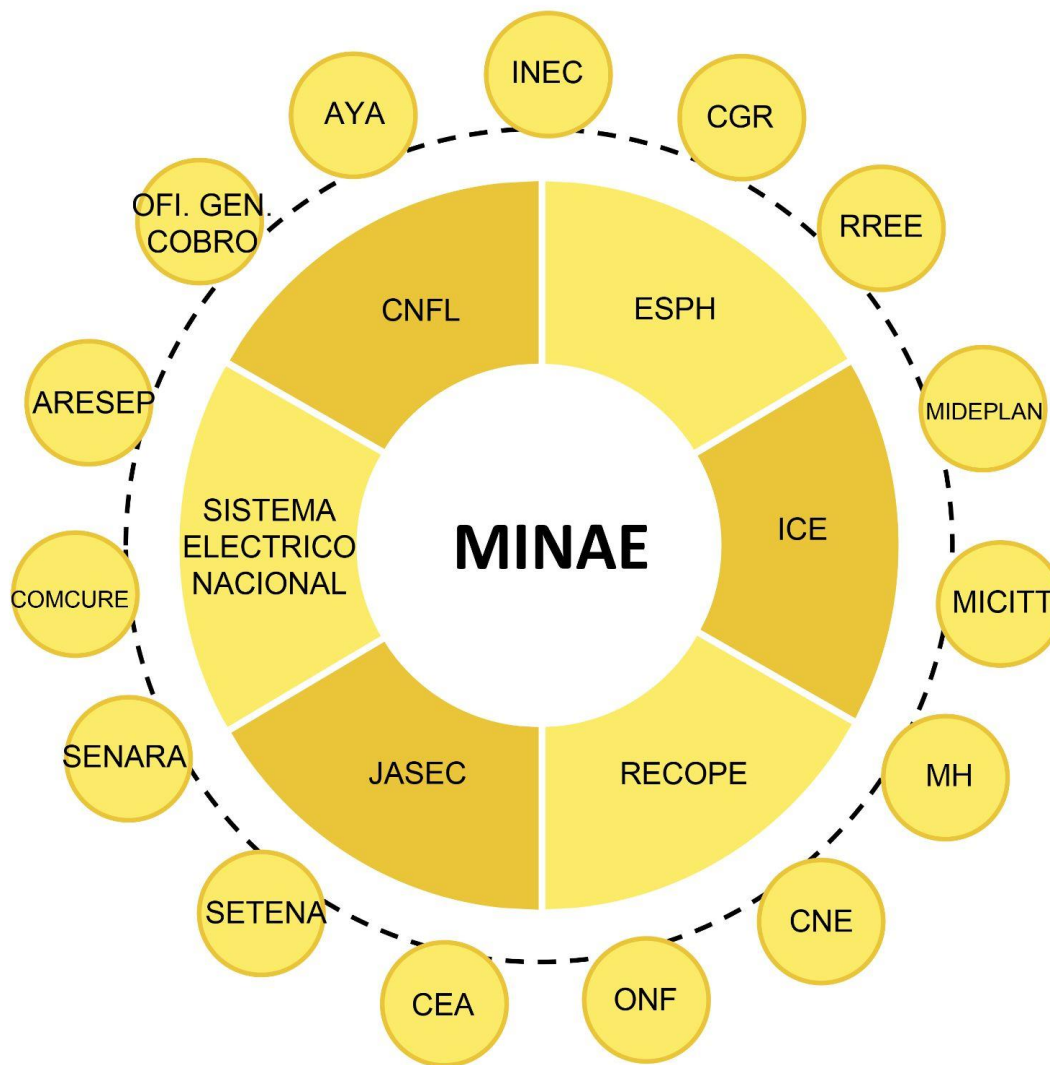 INEC
AYA
CGR
OFI. GEN.
COBRO
RREE
CNFL
ESPH
ARESEP
MIDEPLAN
SISTEMA
ELECTRICO
NACIONAL
MINAE
ICE
COMCURE
MICITT
SENARA
JASEC
RECOPE
MH
SETENA
CNE
CEA
ONF